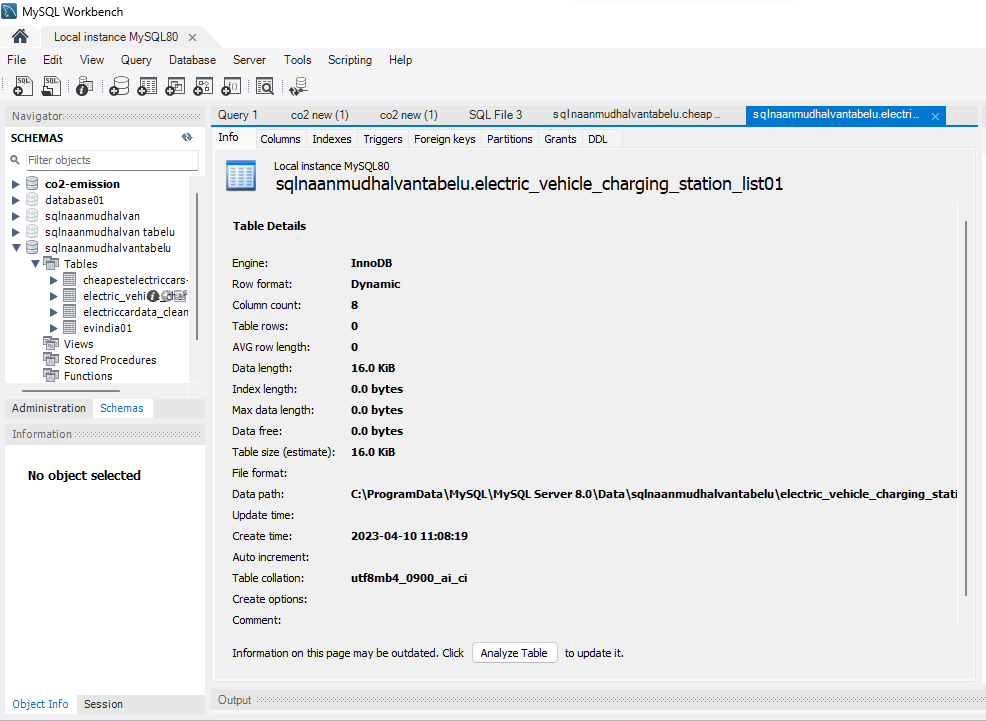 MySQL Workbench
Local instance MySQL80
File Edit View Query Database Server Tools Scripting Help
Navigator
SCHEMAS
Filter objects
co2-emission
database01
sqlnaanmudhalvan
sqlnaanmudhalvan tabelu
sqlnaanmudhalvantabelu
Tables
cheapestelectriccars-
electric_vehi
electriccardata_clean
evindia01
Views
Stored Procedures
Functions
Administration Schemas
Information
No object selected
Object Info Session
Query 1 co2 new (1) co2 new (1) SQL File 3 sqlnaanmudhalvantabelu.cheap... sqlnaanmudhalvantabelu.electri...
Info Columns Indexes Triggers Foreign keys Partitions Grants DDL
Local instance MySQL80
sqlnaanmudhalvantabelu.electric_vehicle_charging_station_list01
Table Details
Engine: InnoDB
Row format: Dynamic
Column count: 8
Table rows: 0
AVG row length: 0
Data length: 16.0 KiB
Index length: 0.0 bytes
Max data length: 0.0 bytes
Data free: 0.0 bytes
Table size (estimate): 16.0 KiB
File format:
Data path: C:\ProgramData\MySQL\MySQL Server 8.0\Data\sqlnaanmudhalvantabelu\electric_vehicle_charging_stati
Update time:
Create time: 2023-04-10 11:08:19
Auto increment:
Table collation: utf8mb4_0900_ai_ci
Create options:
Comment:
Information on this page may be outdated. Click Analyze Table to update it.
Output